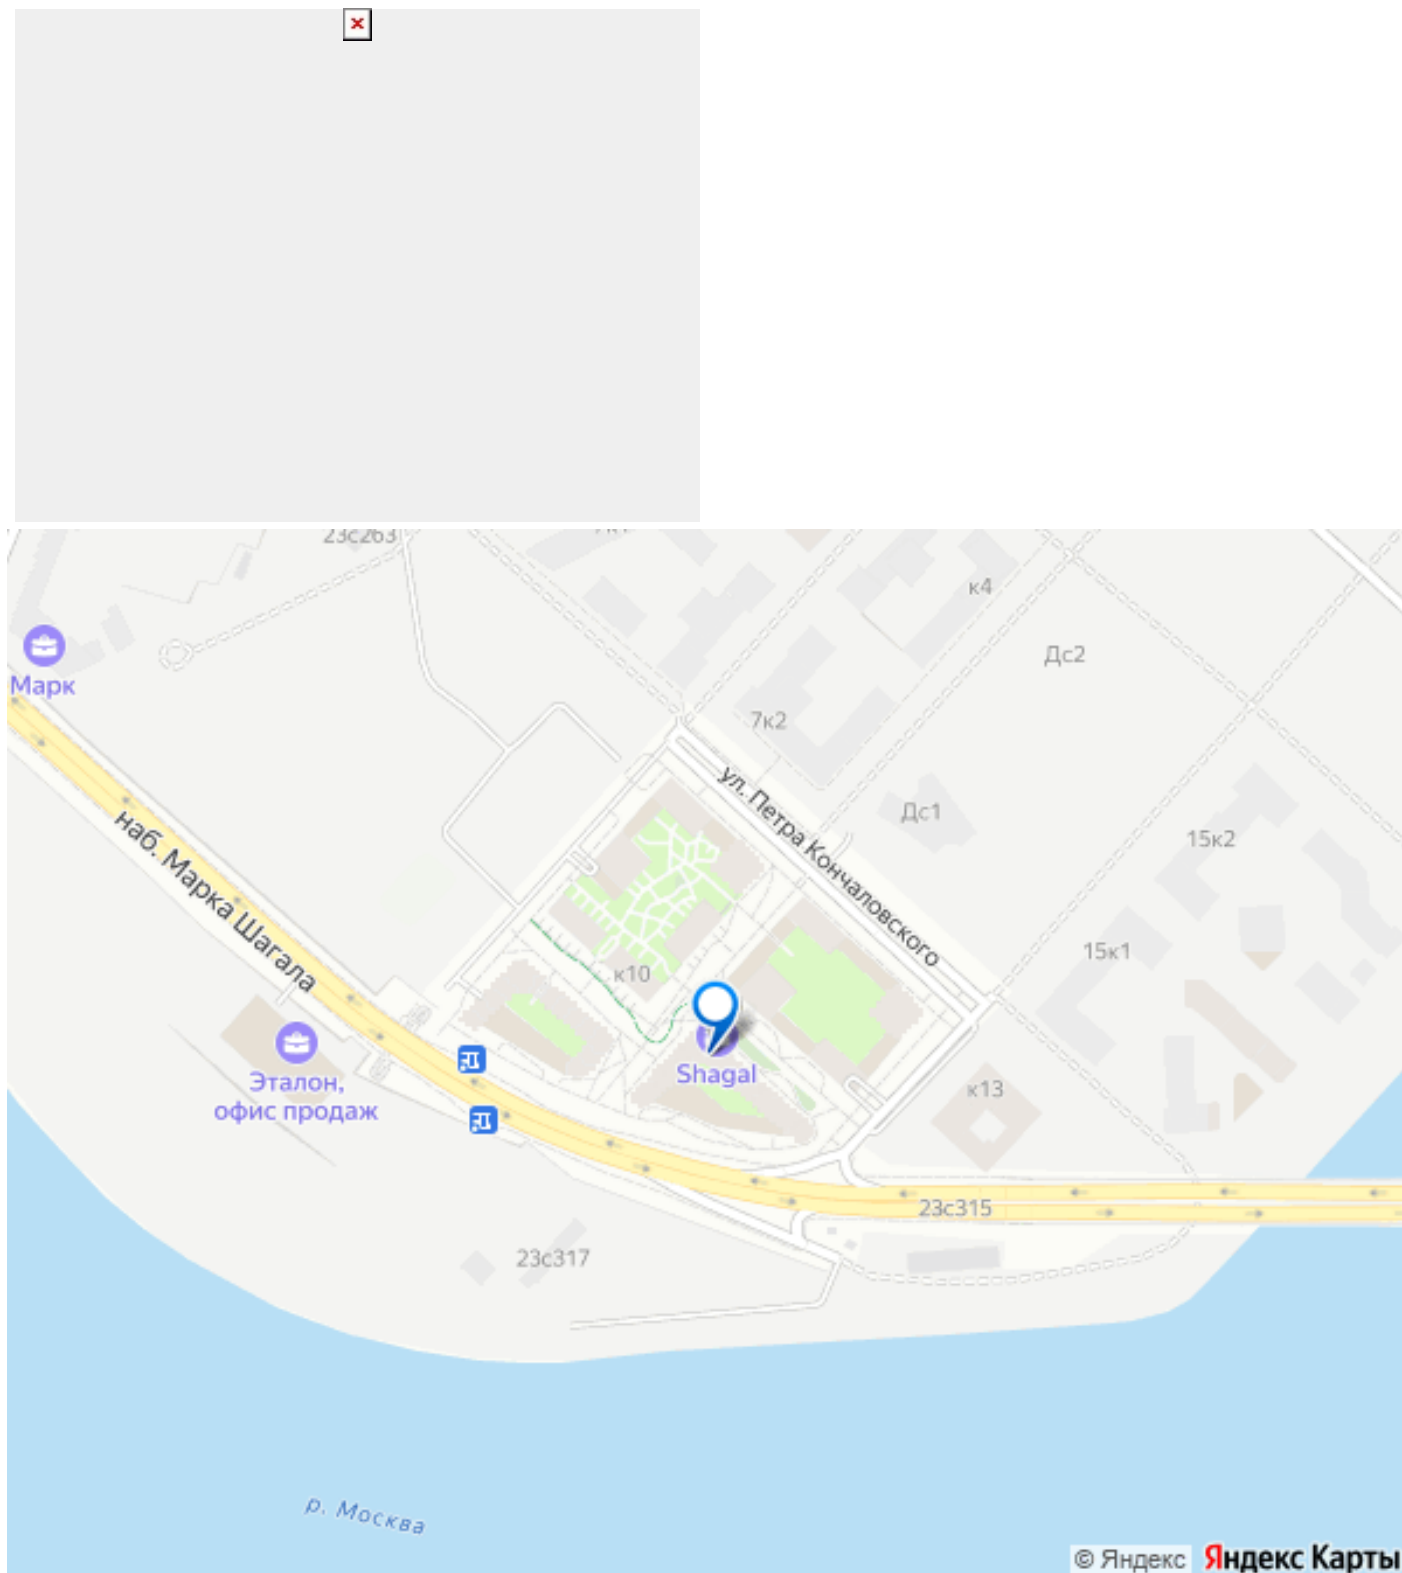 23с263
к4
Дс2
Марк
7к2
ул. Петра Кончаловского
Дс1
15к2
наб. Марка Шагала
15к1
к10
Shagal
Эталон,
офис продаж
к13
23с315
23с317
р. Москва
© Яндекс Яндекс Карты